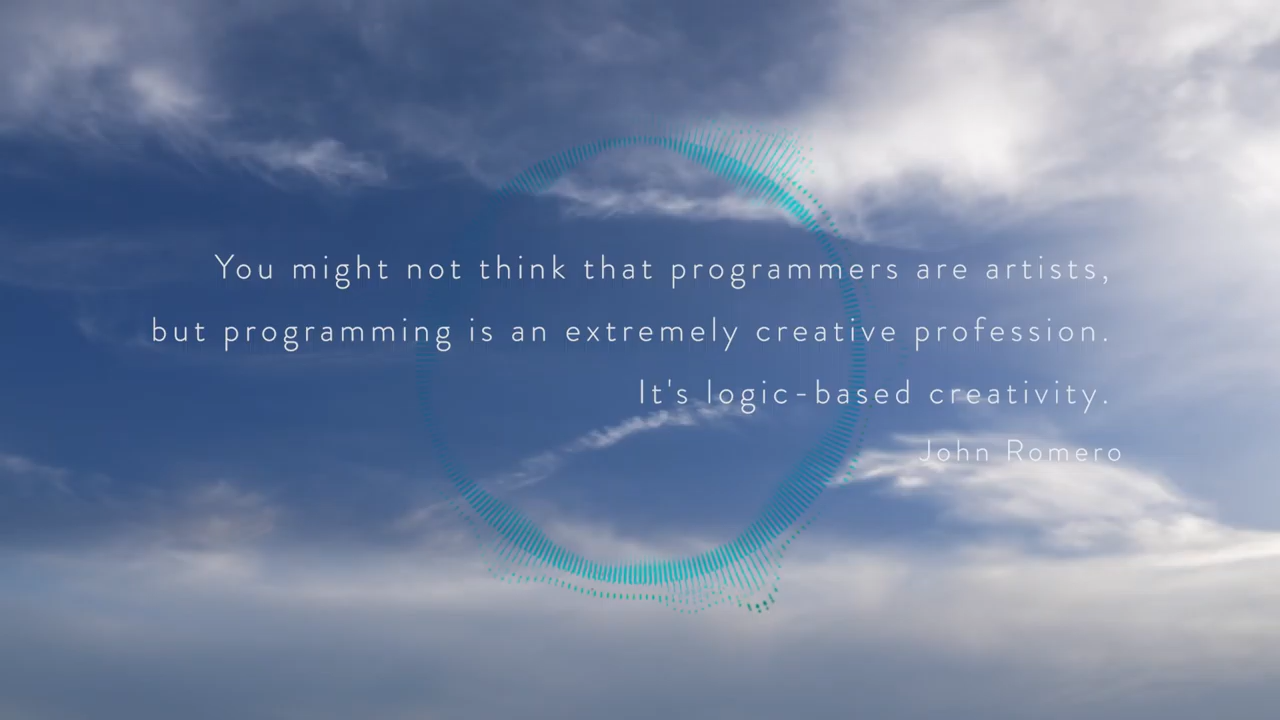 You might not think that programmers are artists,
but programming is an extremely creative profession.
It's logic-based creativity.
John Romero